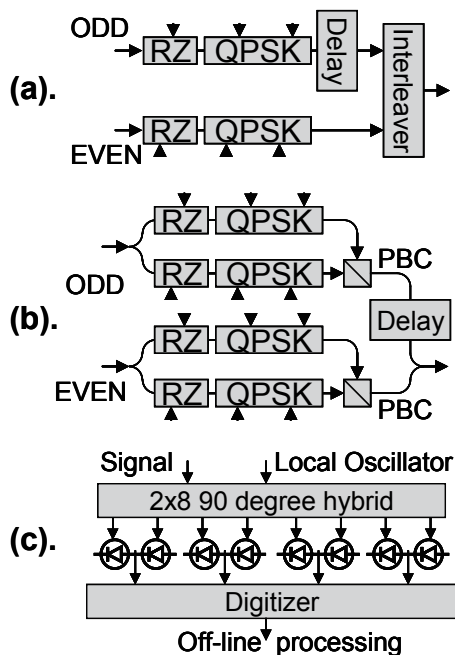 ODD
RZ QPSK
Delay
Interleaver
(a).
RZ QPSK
EVEN
RZ QPSK
PBC
ODD
RZ QPSK
(b).
Delay
RZ QPSK
EVEN
RZ QPSK
PBC
Signal Local Oscillator
2x8 90 degree hybrid
(c).
Digitizer
Off-line processing